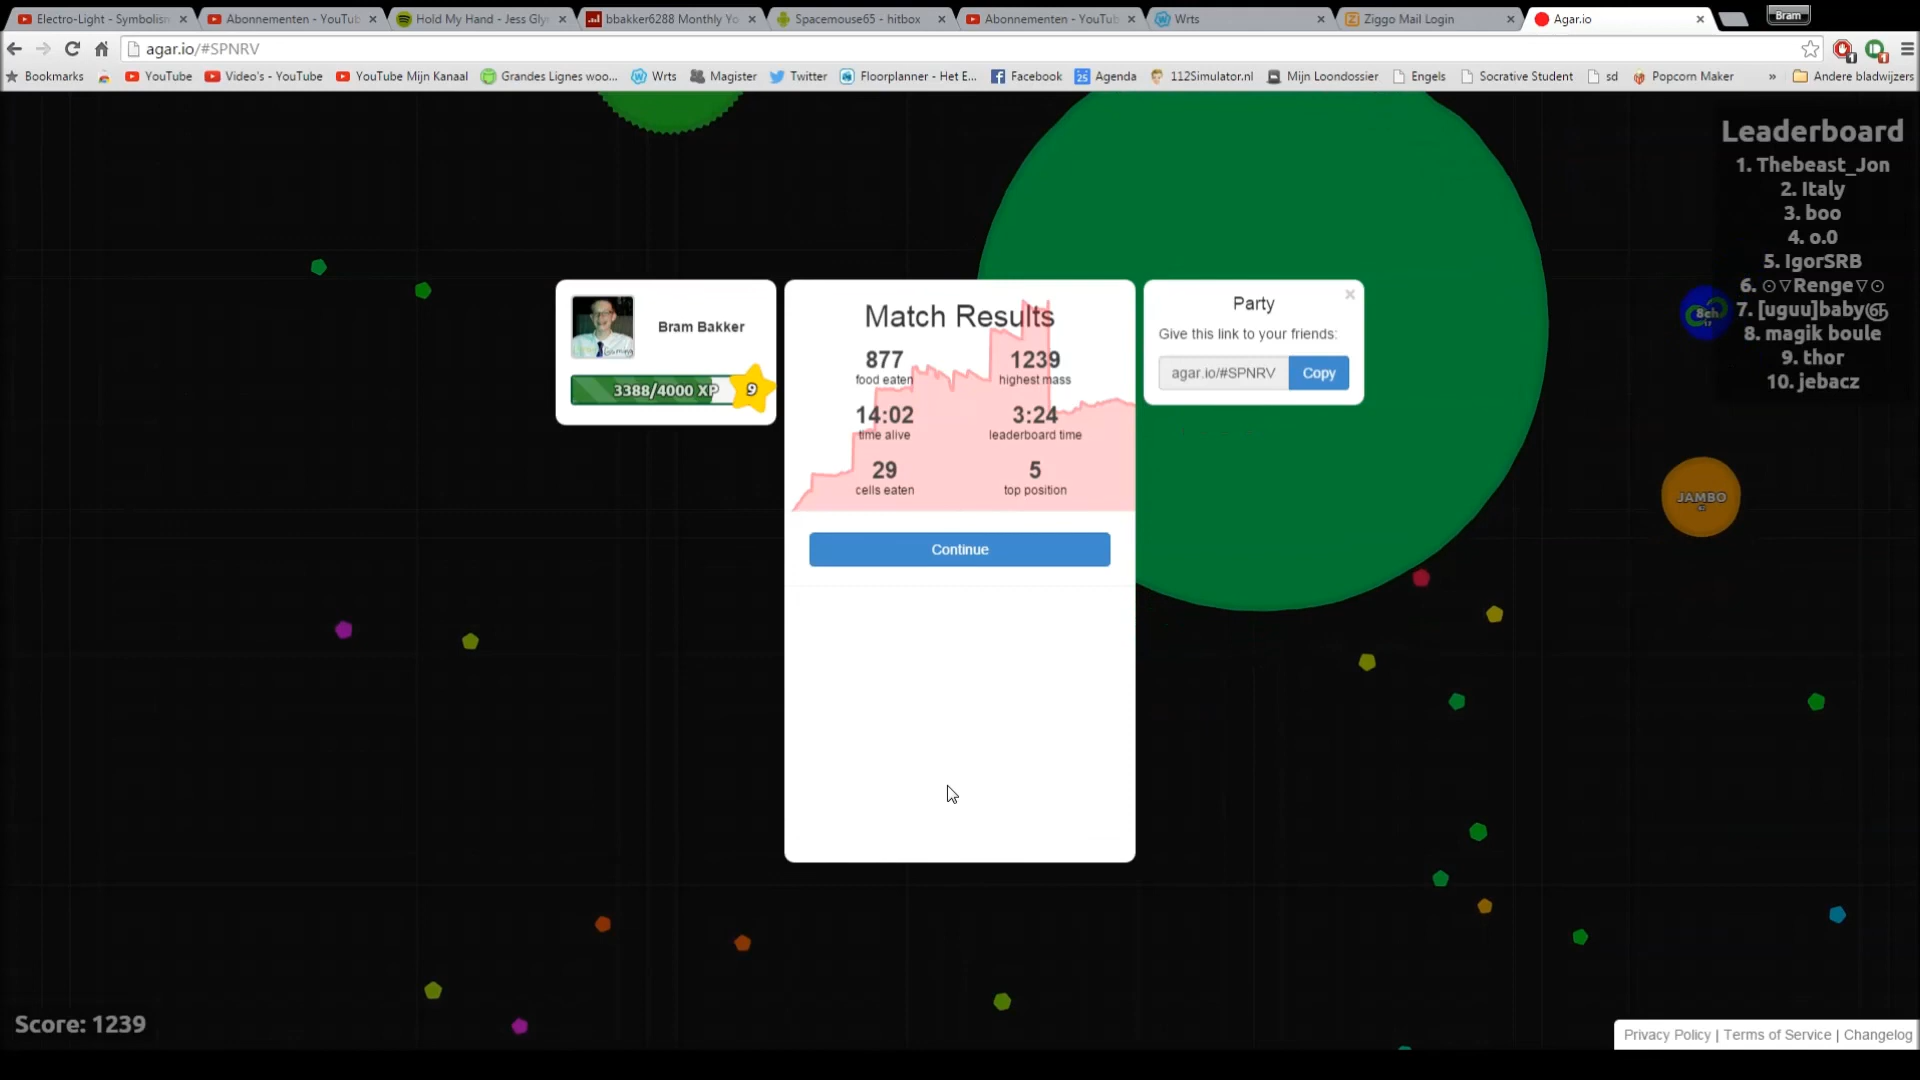 Electro-Light - Symbolism
Abonnementen - YouTub
Hold My Hand - Jess Gly
bbakker6288 Monthly Yo
Spacemouse65 - hitbox
Abonnementen - YouTub
Wrts
Ziggo Mail Login
Agar.io
Bram
agar.io/#SPNRV
Bookmarks
YouTube
Video's - YouTube
YouTube Mijn Kanaal
Grandes Lignes woo...
Wrts
Magister
Twitter
Floorplanner - Het E...
Facebook
Agenda
112Simulator.nl
Mijn Loondossier
Engels
Socrative Student
sd
Popcorn Maker
»
Andere bladwijzers
Leaderboard
1. Thebeast_Jon
2. Italy
3. boo
4. o.0
5. IgorSRB
6. ⊙▽Renge▽⊙
7. [uguu]baby
8. magik boule
9. thor
10. jebacz
8ch
Bram Bakker
3388/4000 XP
9
Match Results
877
food eaten
1239
highest mass
14:02
time alive
3:24
leaderboard time
29
cells eaten
5
top position
Continue
Party
Give this link to your friends:
agar.io/#SPNRV
Copy
JAMBO
Score: 1239
Privacy Policy | Terms of Service | Changelog